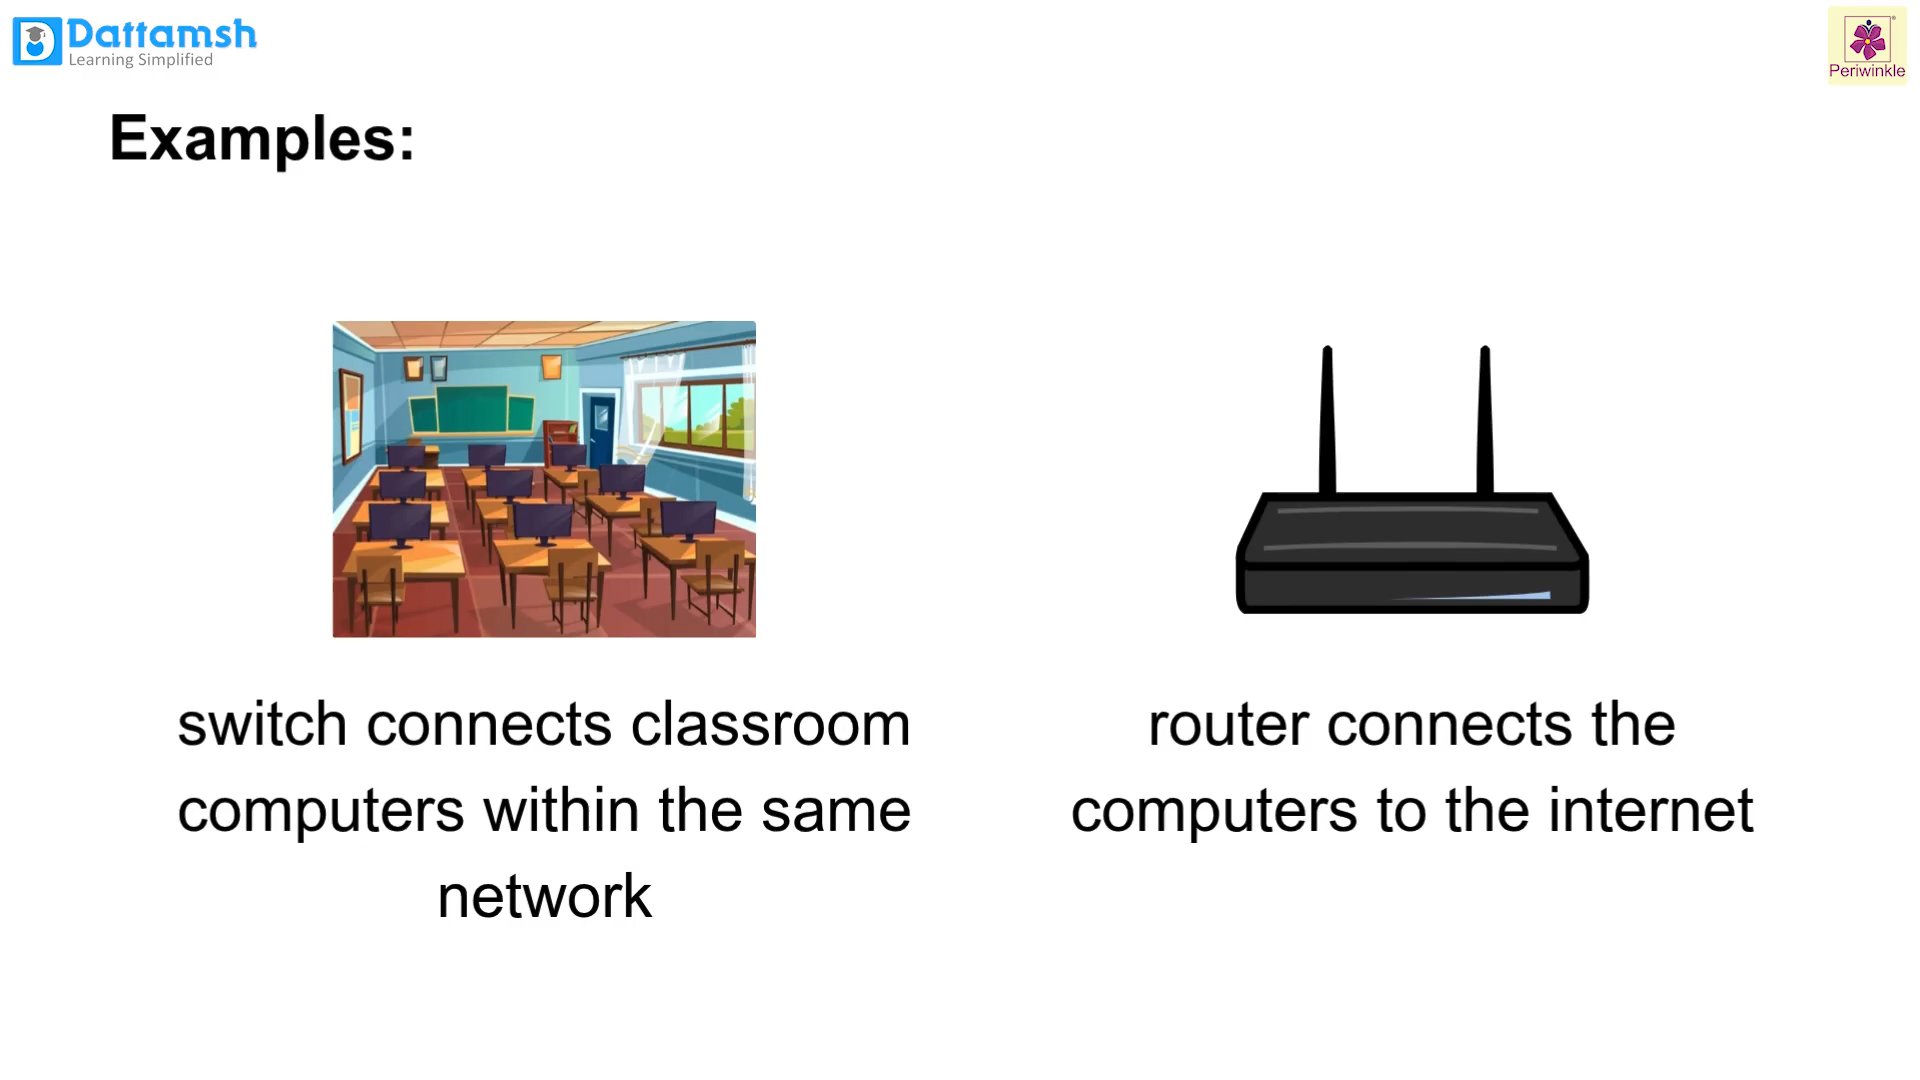 Dattamsh
Learning Simplified
Periwinkle
Examples:
switch connects classroom
computers within the same
network
router connects the
computers to the internet